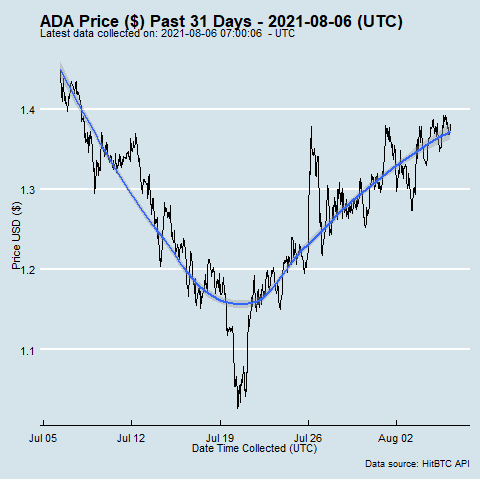 ADA Price ($) Past 31 Days - 2021-08-06 (UTC)
Latest data collected on: 2021-08-06 07:00:06  - UTC
1.4
1.3
1.2
1.1
Price USD ($)
Jul 05 Jul 12 Jul 19 Jul 26 Aug 02
Date Time Collected (UTC)
Data source: HitBTC API